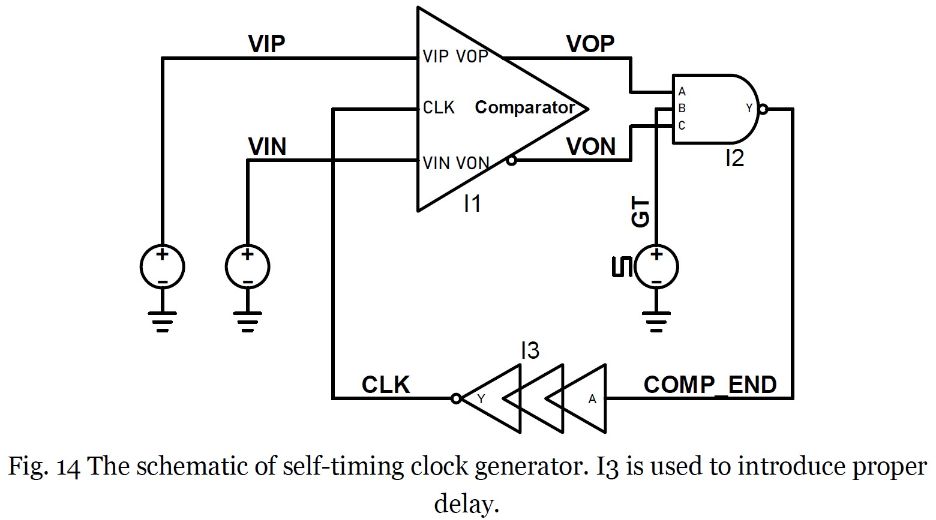 VIP
VOP
VIP VOP
A
CLK
Comparator
B
Y
C
VIN
VIN VON
VON
I2
I1
GT
+
+
+
−
−
−
I3
CLK
Y
A
COMP_END
Fig. 14 The schematic of self-timing clock generator. I3 is used to introduce proper
delay.